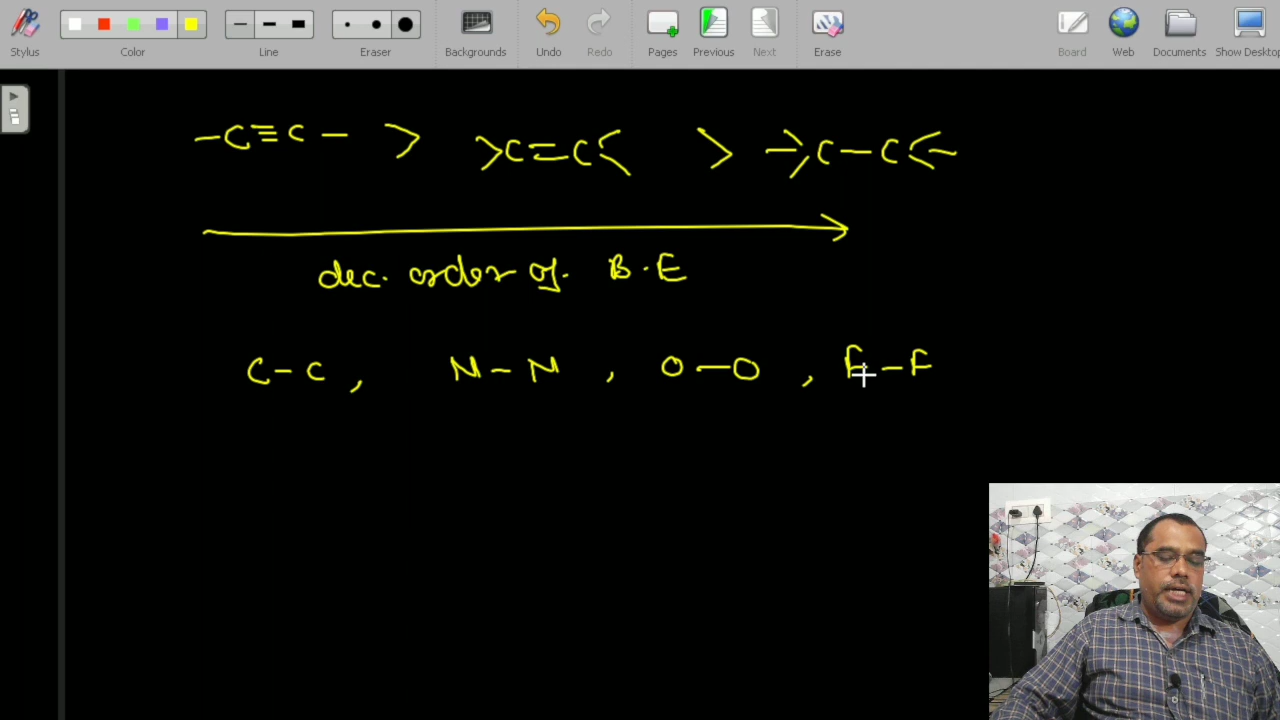 Stylus Color Line Eraser Backgrounds Undo Redo Pages Previous Next Erase Board Web Documents Show Desktop
-C≡C- > >C=C< > ⪫C-C⪪
dec. order of. B.E
C-C, N-N, O-O, F-F